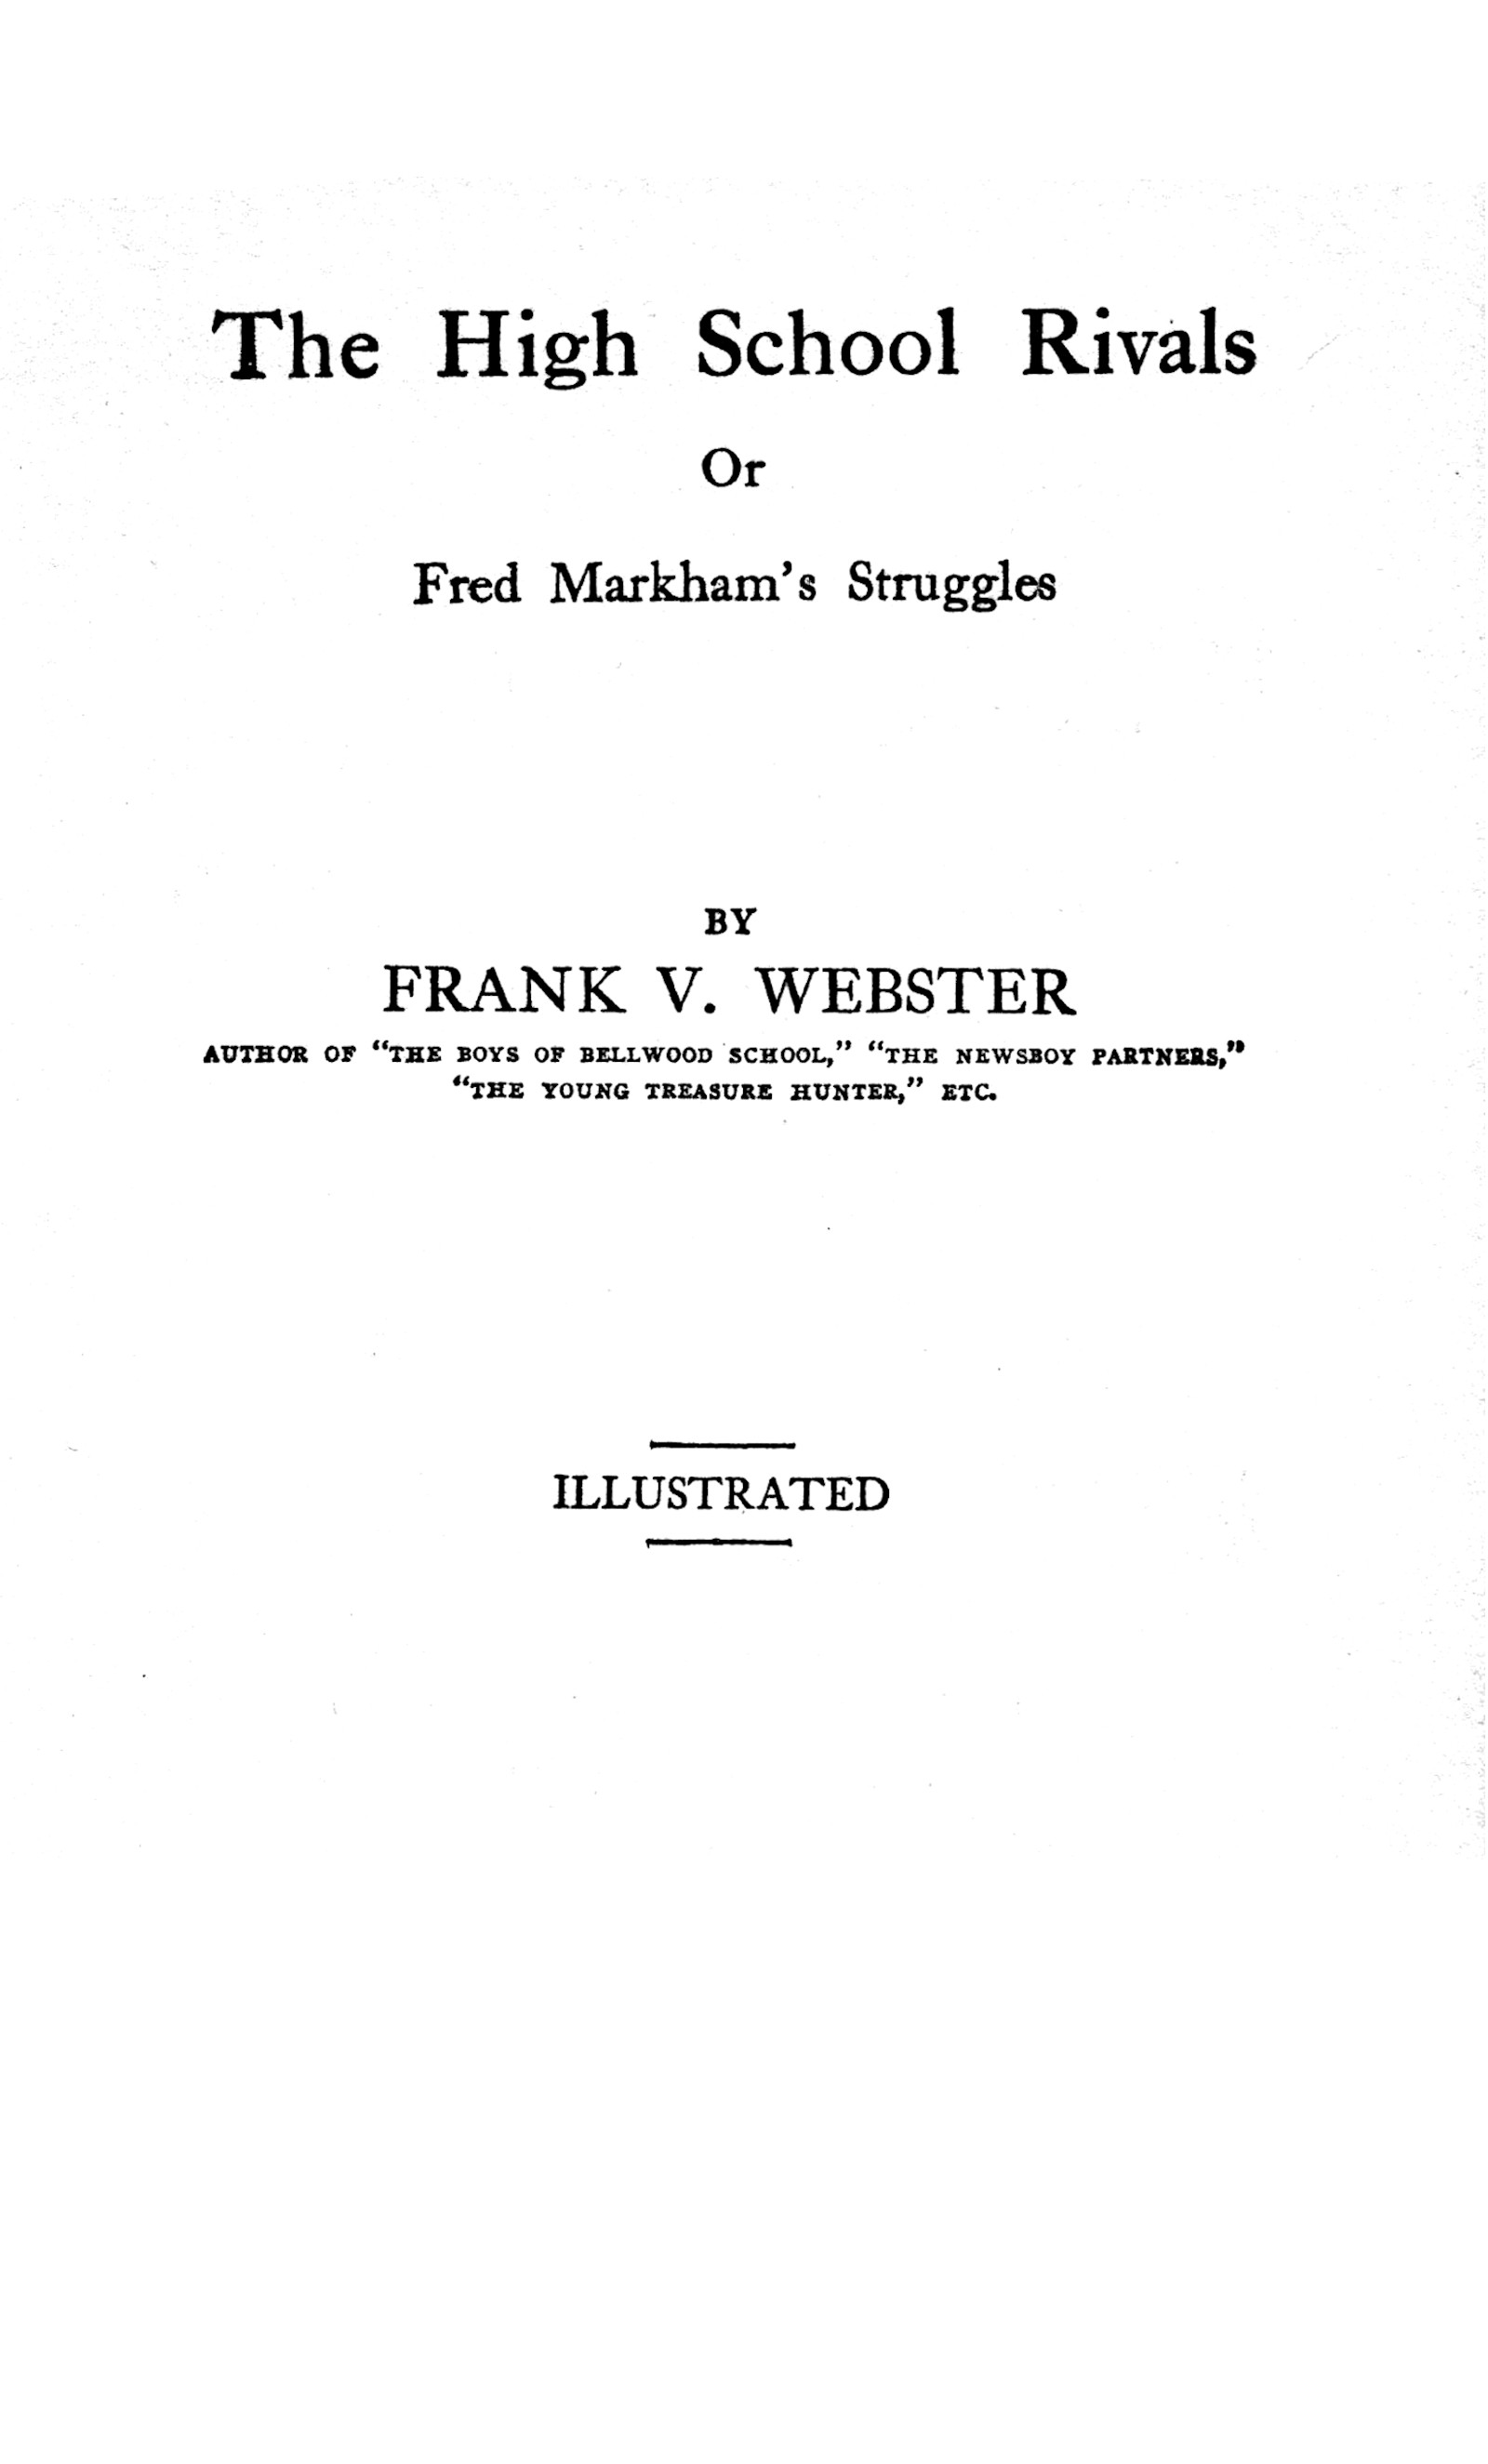 The High School Rivals
Or
Fred Markham's Struggles
BY
FRANK V. WEBSTER
AUTHOR OF “THE BOYS OF BELLWOOD SCHOOL,” “THE NEWSBOY PARTNERS,”
“THE YOUNG TREASURE HUNTER,” ETC.
ILLUSTRATED